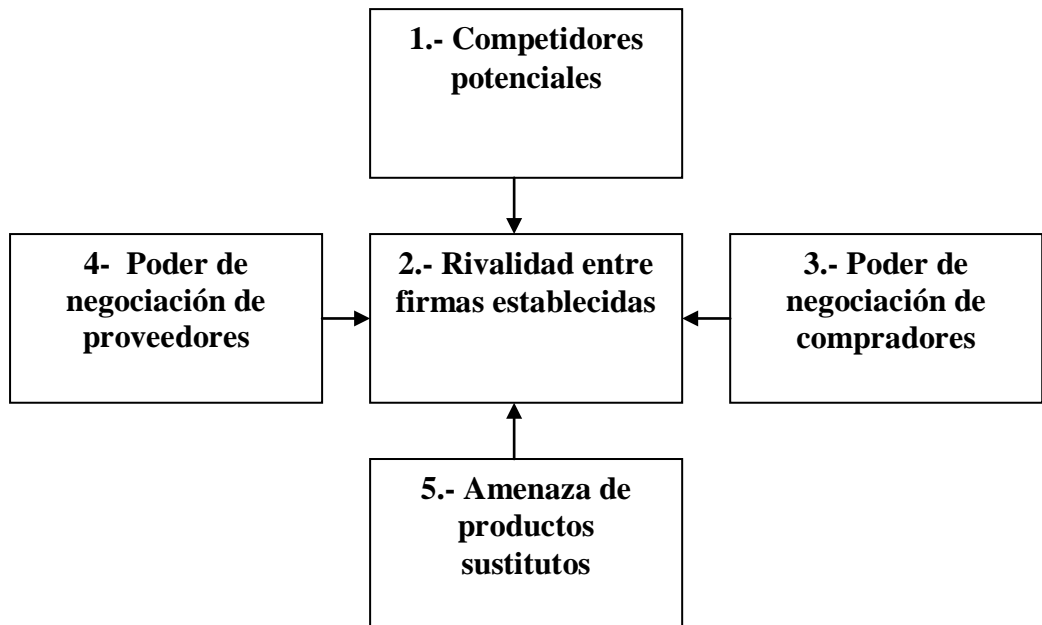 1.- Competidores
potenciales
4-  Poder de
negociación de
proveedores
2.- Rivalidad entre
firmas establecidas
3.- Poder de
negociación de
compradores
5.- Amenaza de
productos
sustitutos